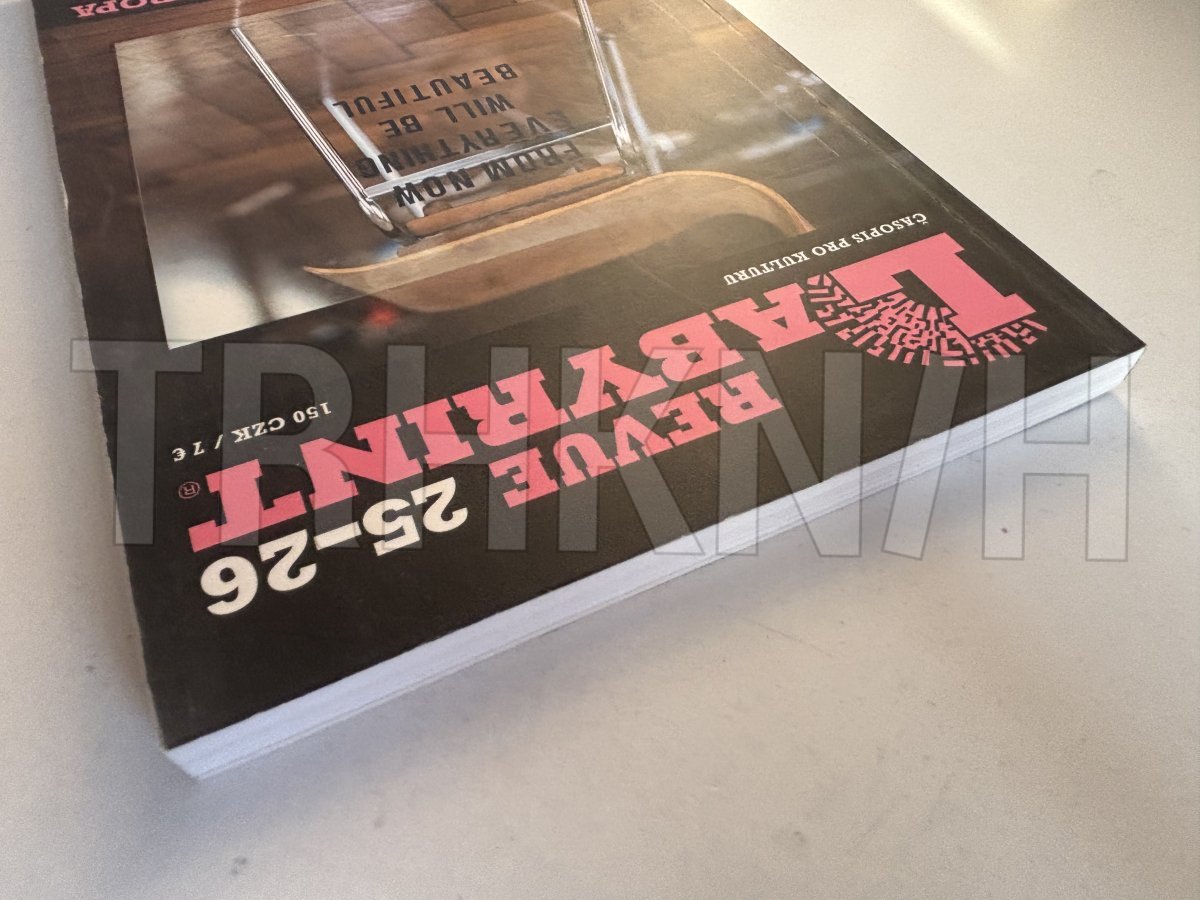 ČASOPIS PRO KULTURU
REVUE
LABYRINT®
25–26
150 CZK / 7 €
FROM NOW
EVERYTHING
WILL BE
BEAUTIFUL
TRHKNIH